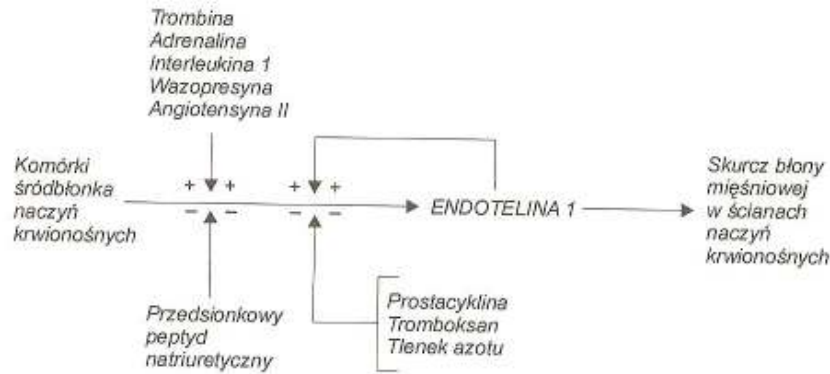 Trombina
Adrenalina
Interleukina 1
Wazopresyna
Angiotensyna II
Komórki
śródbłonka
naczyń
krwionośnych
+ +
+ +
– –
– –
ENDOTELINA 1
Skurcz błony
mięśniowej
w ścianach
naczyń
krwionośnych
Przedsionkowy
peptyd
natriuretyczny
Prostacyklina
Tromboksan
Tlenek azotu